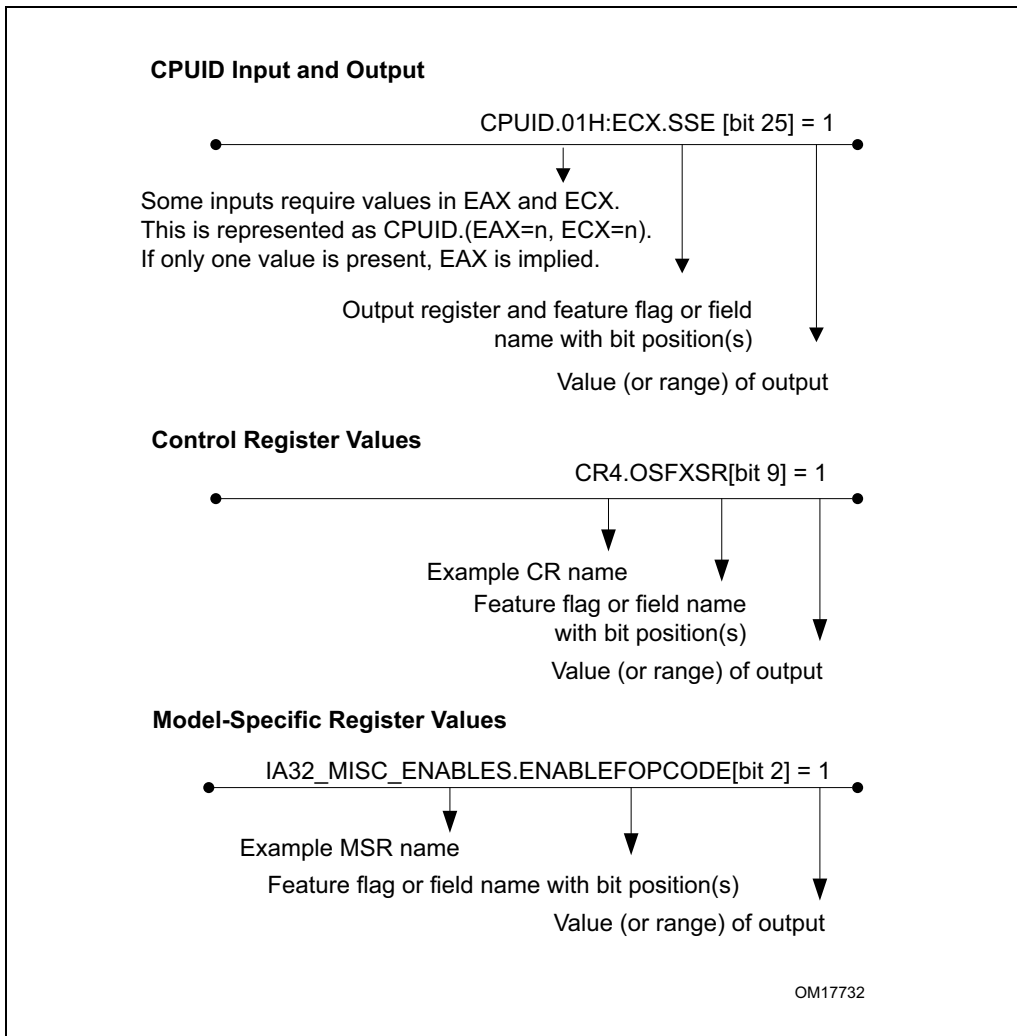 CPUID Input and Output
CPUID.01H:ECX.SSE [bit 25] = 1
Some inputs require values in EAX and ECX.
This is represented as CPUID.(EAX=n, ECX=n).
If only one value is present, EAX is implied.
Output register and feature flag or field
name with bit position(s)
Value (or range) of output
Control Register Values
CR4.OSFXSR[bit 9] = 1
Example CR name
Feature flag or field name
with bit position(s)
Value (or range) of output
Model-Specific Register Values
IA32_MISC_ENABLES.ENABLEFOPCODE[bit 2] = 1
Example MSR name
Feature flag or field name with bit position(s)
Value (or range) of output
OM17732